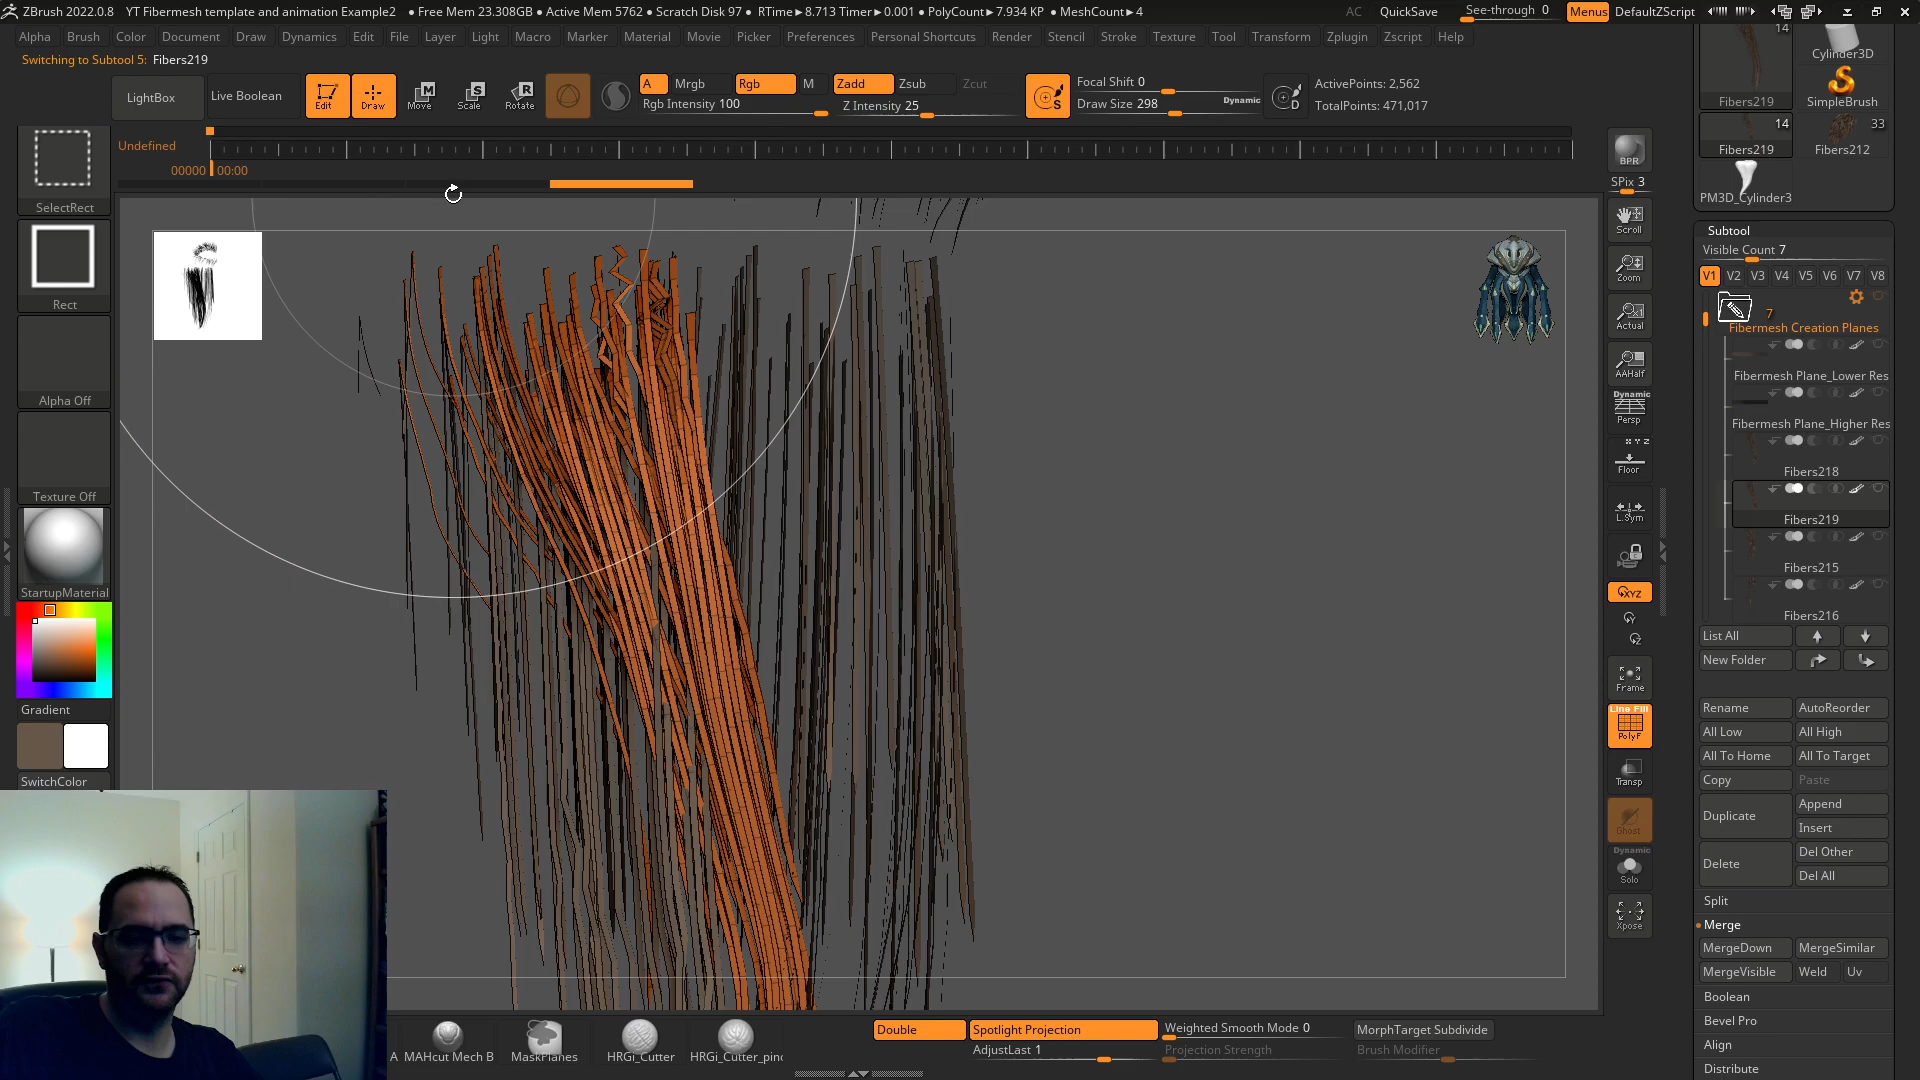 ZBrush 2022.0.8 YT Fibermesh template and animation Example2 ● Free Mem 23.308GB ● Active Mem 5762 ● Scratch Disk 97 ● RTime►8.713 Timer►0.001 ● PolyCount►7.934 KP ● MeshCount►4 AC QuickSave See-through 0 Menus DefaultZScript
Alpha Brush Color Document Draw Dynamics Edit File Layer Light Macro Marker Material Movie Picker Preferences Personal Shortcuts Render Stencil Stroke Texture Tool Transform Zplugin Zscript Help
Switching to Subtool 5: Fibers219
LightBox
Live Boolean
Edit
Draw
Move
Scale
Rotate
A Mrgb Rgb M Zadd Zsub Zcut
Rgb Intensity 100 Z Intensity 25
Focal Shift 0
Draw Size 298 Dynamic
S
D
ActivePoints: 2,562
TotalPoints: 471,017
Undefined
00000 00:00
SelectRect
Rect
Alpha Off
Texture Off
StartupMaterial
Gradient
SwitchColor
BPR
SPix 3
Scroll
Zoom
Actual
AAHalf
Dynamic
Persp
X Y Z
Floor
L.Sym
XYZ
Y
Z
Frame
Line Fill
PolyF
Transp
Ghost
Dynamic
Solo
Xpose
14
Fibers219
Cylinder3D
SimpleBrush
14
Fibers219
33
Fibers212
PM3D_Cylinder3
Subtool
Visible Count 7
V1 V2 V3 V4 V5 V6 V7 V8
7
Fibermesh Creation Planes
Fibermesh Plane_Lower Res
Fibermesh Plane_Higher Res
Fibers218
Fibers219
Fibers215
Fibers216
List All
New Folder
Rename AutoReorder
All Low All High
All To Home All To Target
Copy Paste
Duplicate Append
Insert
Delete Del Other
Del All
Split
Merge
MergeDown MergeSimilar
MergeVisible Weld Uv
Boolean
Bevel Pro
Align
Distribute
A MAHcut Mech B MaskPlanes HRGi_Cutter HRGi_Cutter_pinc
Double Spotlight Projection Weighted Smooth Mode 0 MorphTarget Subdivide
AdjustLast 1 Projection Strength Brush Modifier